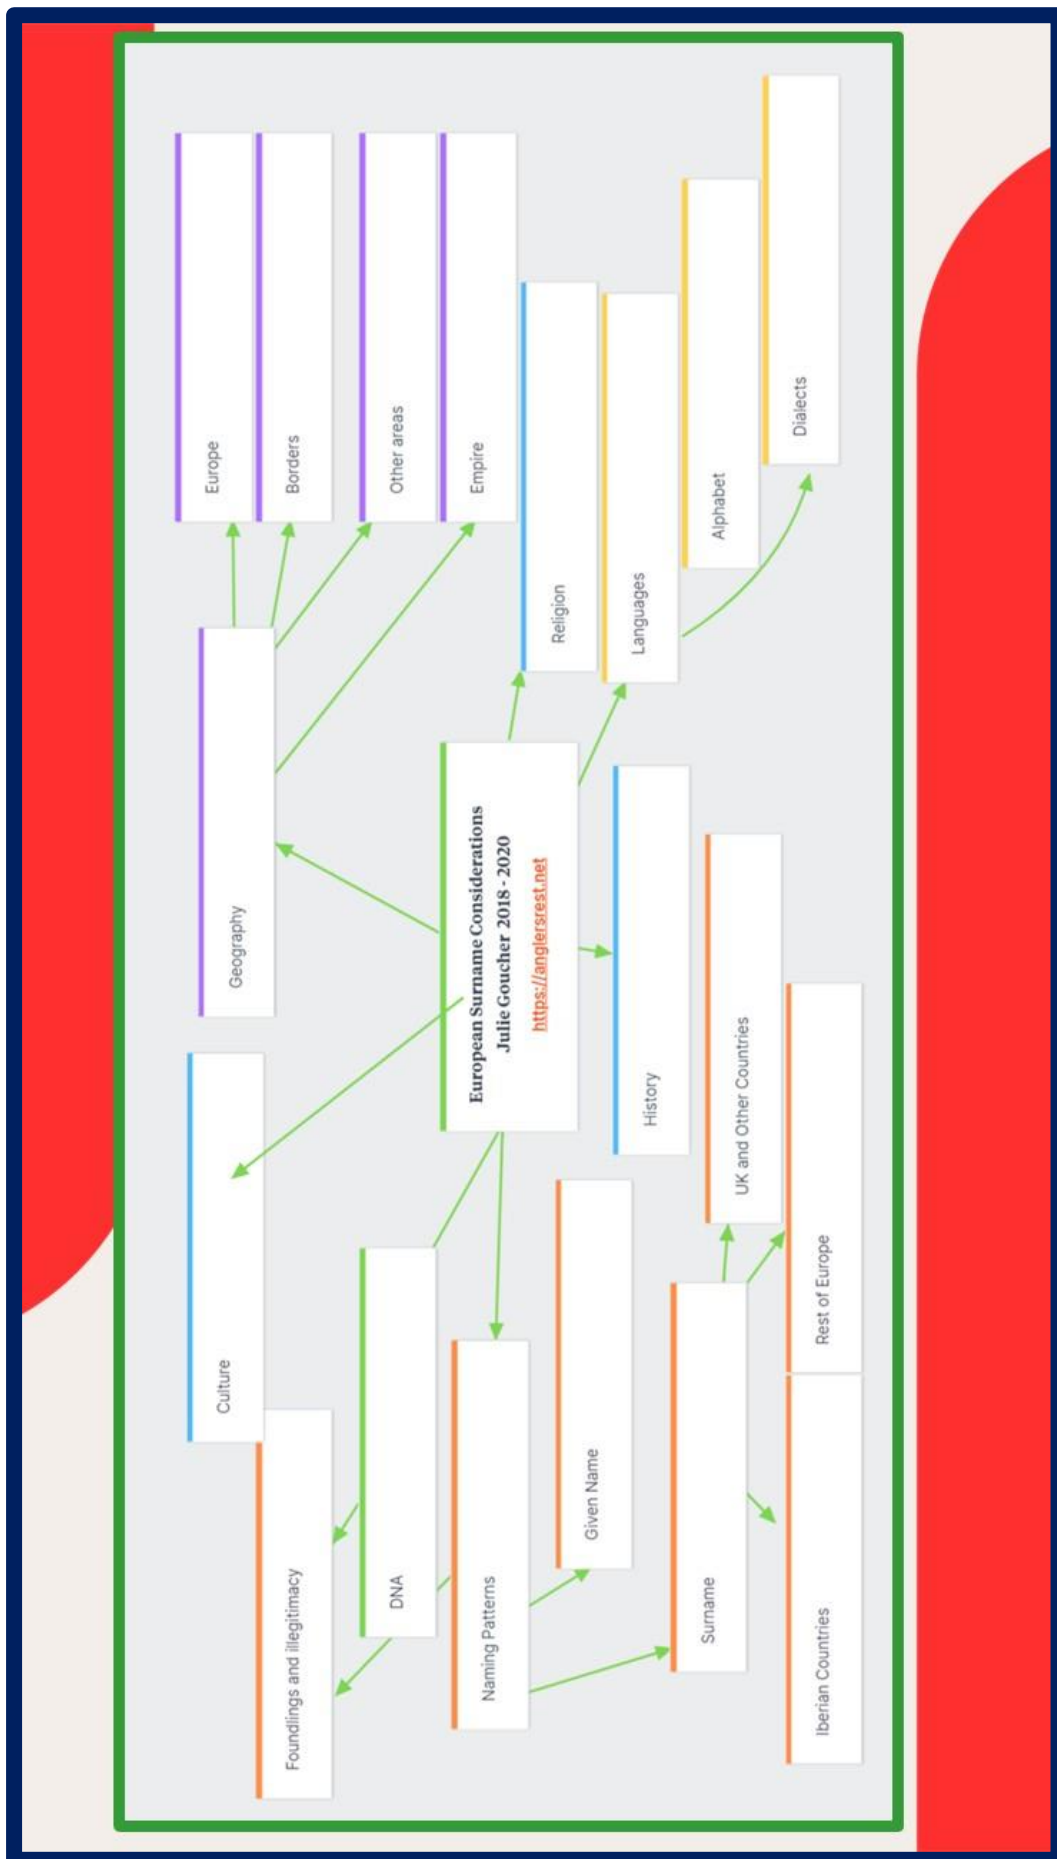 Foundlings and illegitimacy
Culture
Geography
Europe
Borders
DNA
Other areas
Naming Patterns
European Surname Considerations
Julie Goucher 2018 - 2020
https://anglersrest.net
Empire
Given Name
Religion
History
Languages
Surname
UK and Other Countries
Alphabet
Iberian Countries
Rest of Europe
Dialects